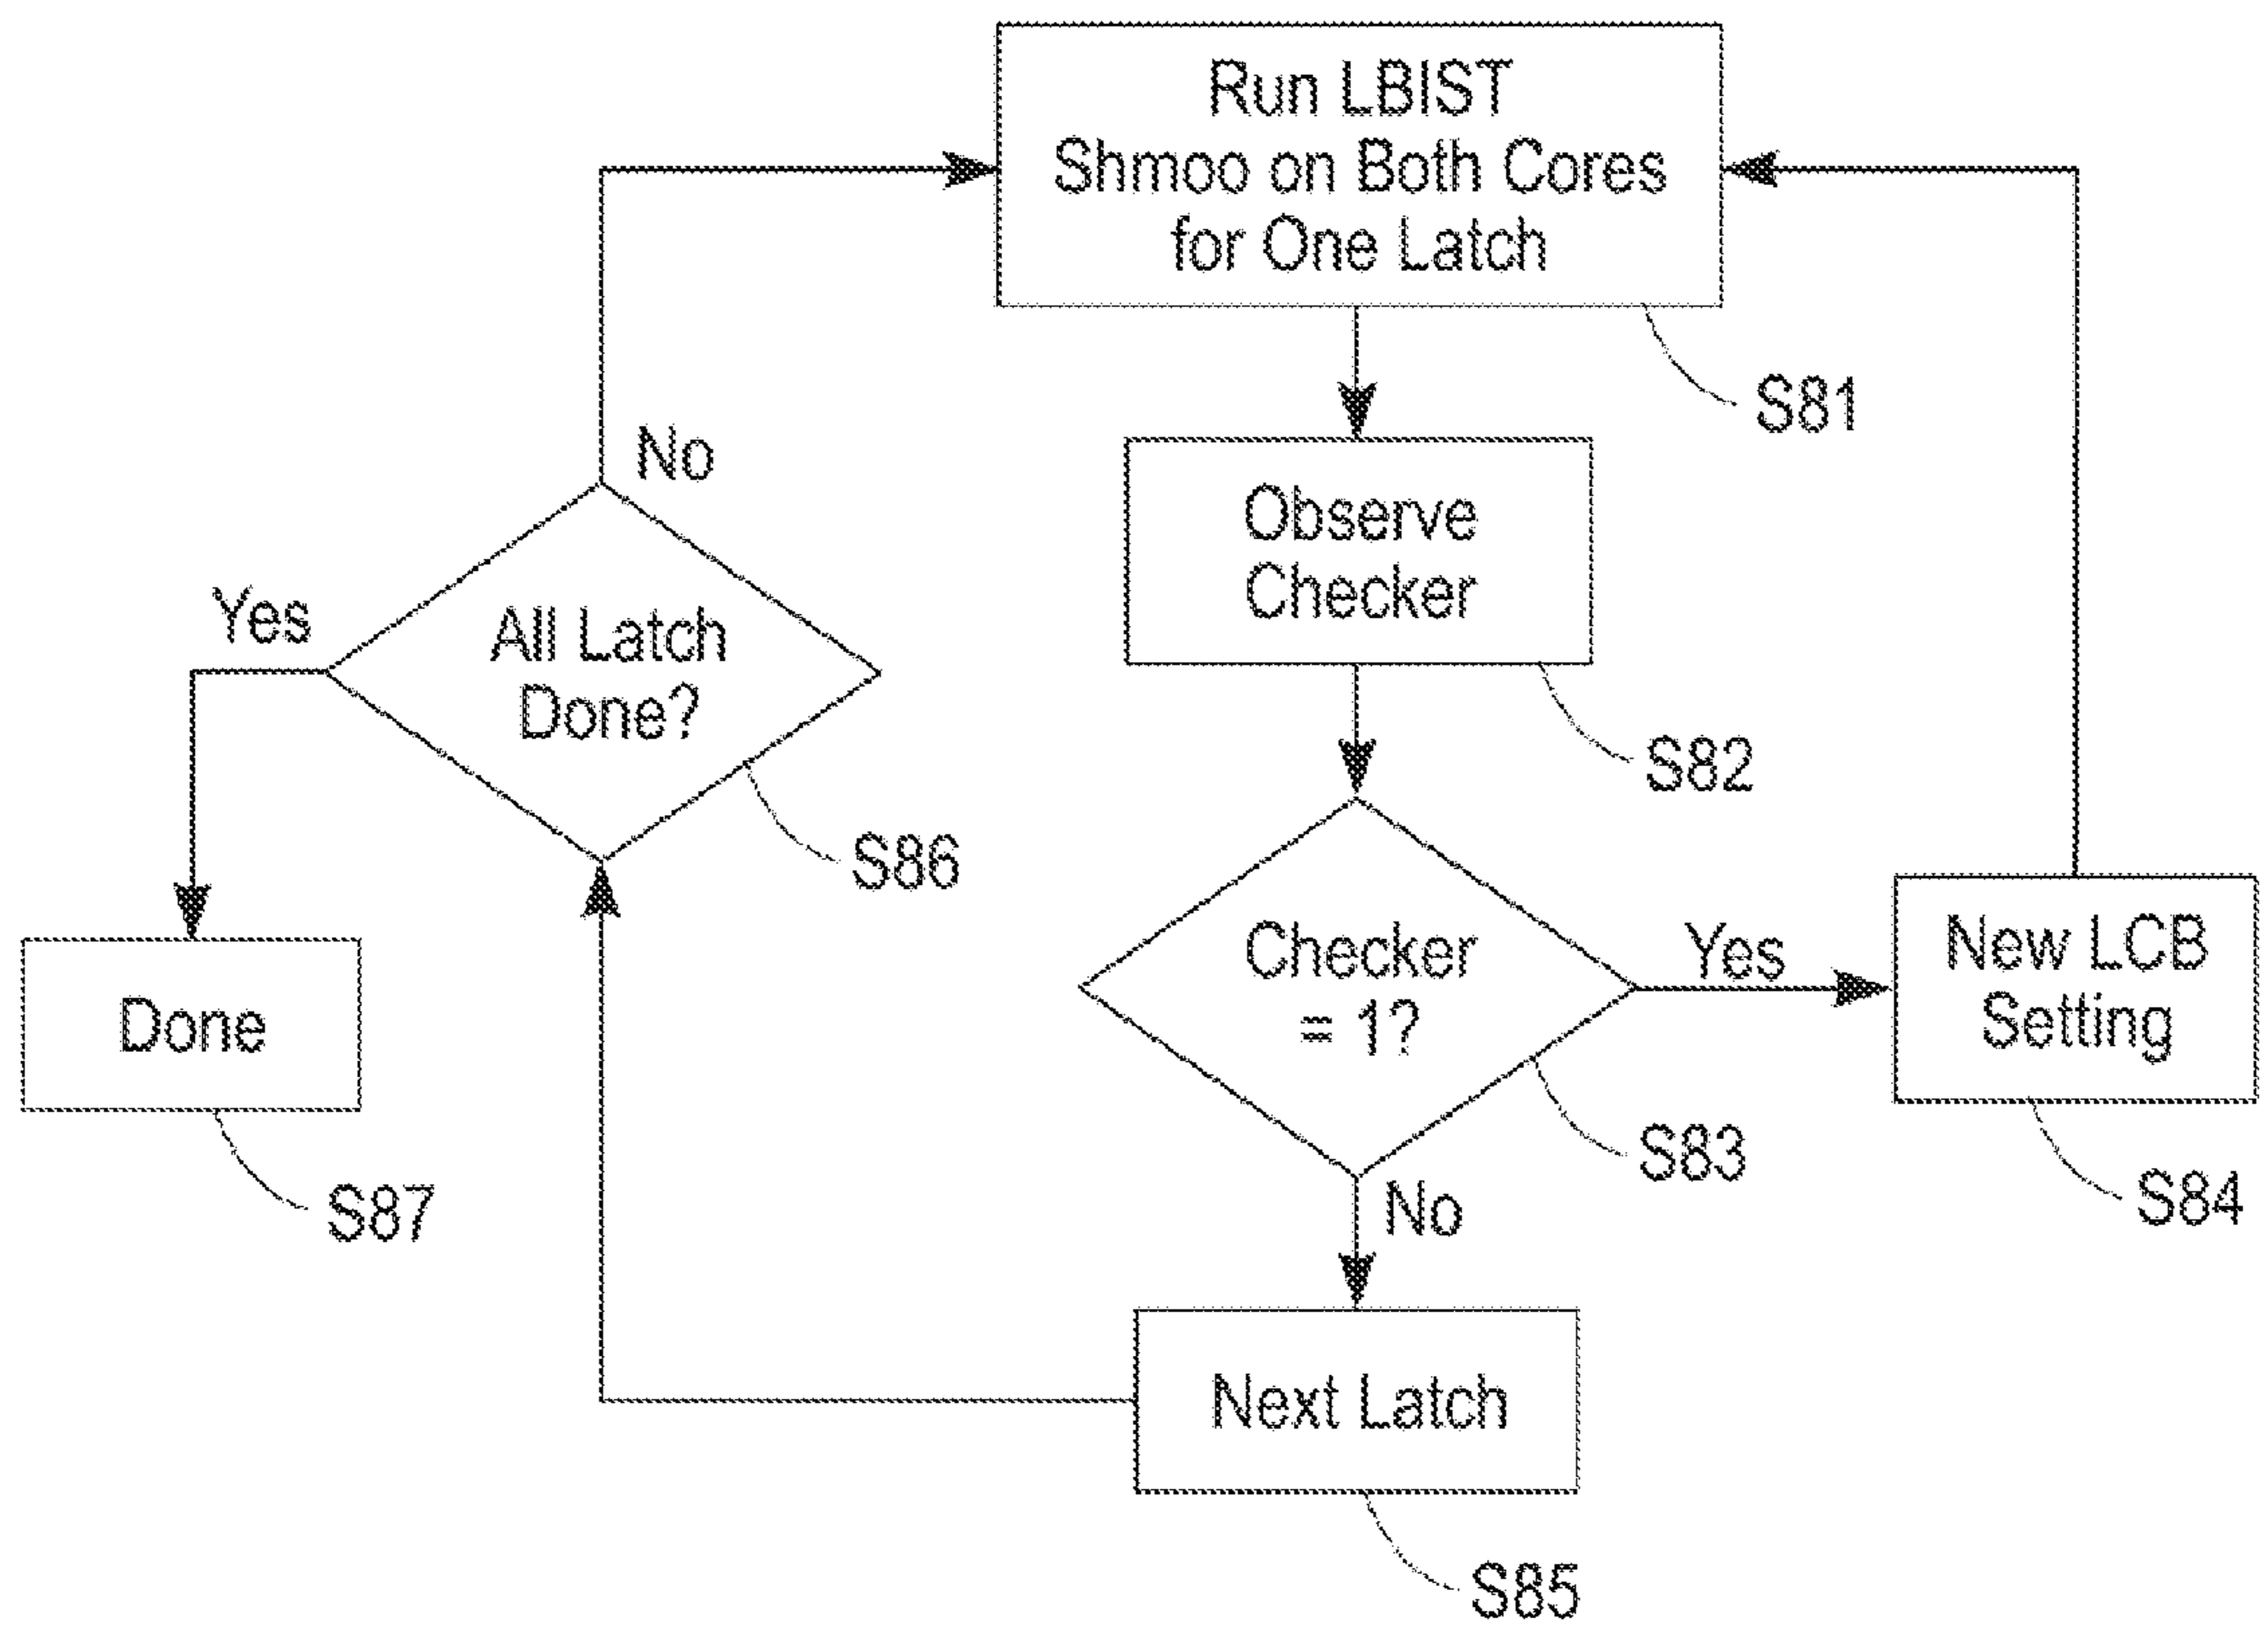 Run LBIST
Shmoo on Both Cores
for One Latch
S81
No
Observe
Checker
S82
Yes
All Latch
Done?
S86
Checker
= 1?
Yes
S83
New LCB
Setting
S84
Done
S87
No
Next Latch
S85